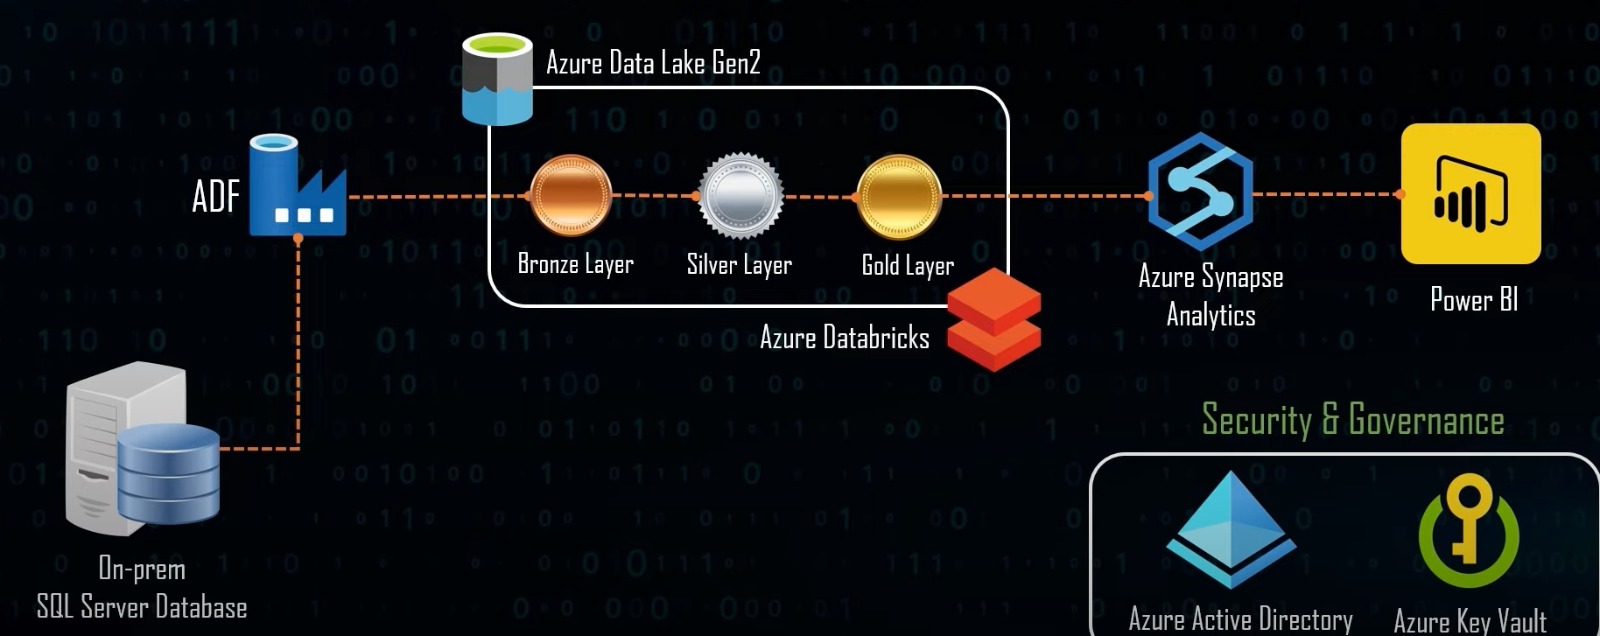 Azure Data Lake Gen2
ADF
Bronze Layer
Silver Layer
Gold Layer
Azure Databricks
Azure Synapse
Analytics
Power BI
On-prem
SQL Server Database
Security & Governance
Azure Active Directory
Azure Key Vault